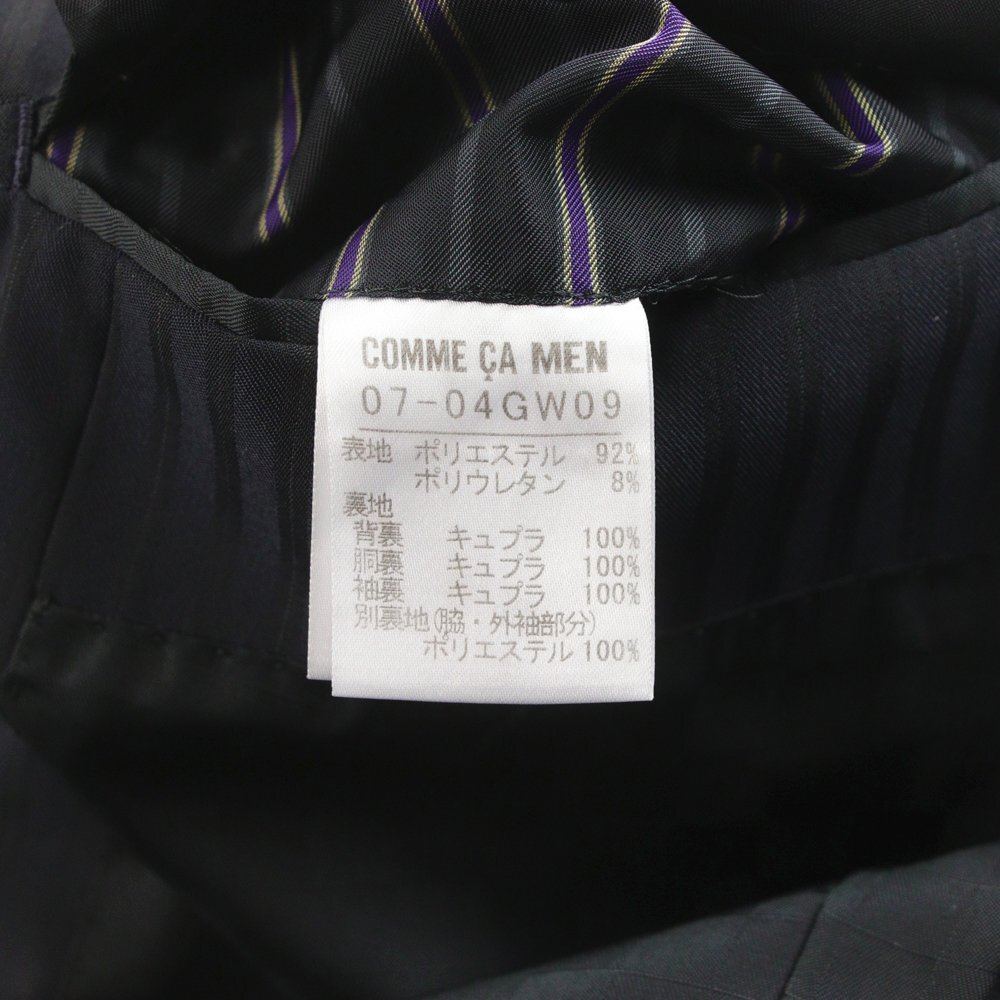 COMME ÇA MEN
07-04GW09
表地 ポリエステル 92%
ポリウレタン 8%
裏地
背裏 キュプラ 100%
胴裏 キュプラ 100%
袖裏 キュプラ 100%
別裏地(脇・外袖部分)
ポリエステル 100%